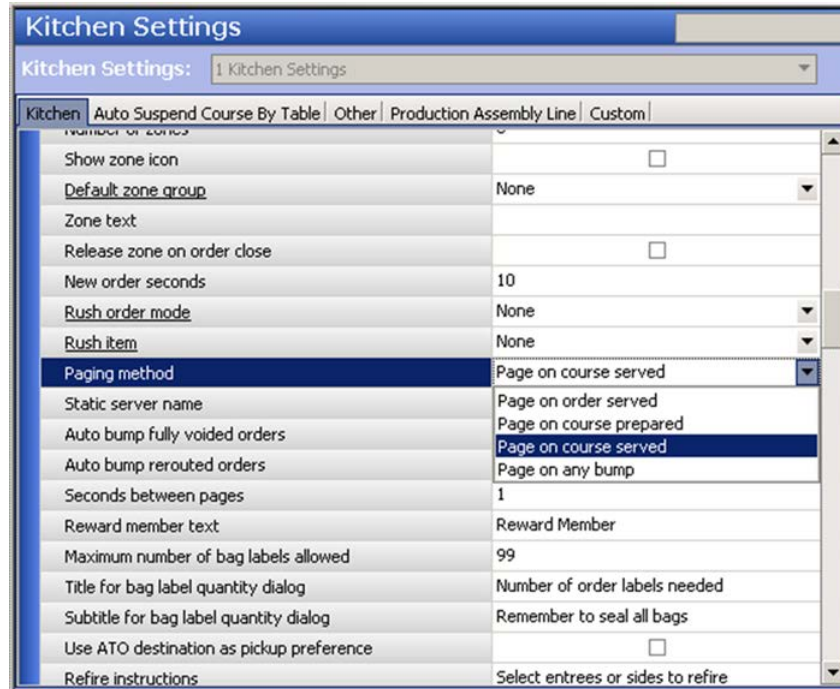 Kitchen Settings
Kitchen Settings: 1 Kitchen Settings
Kitchen Auto Suspend Course By Table Other Production Assembly Line Custom
Number of zones
Show zone icon
Default zone group None
Zone text
Release zone on order close
New order seconds 10
Rush order mode None
Rush item None
Paging method Page on course served
Static server name Page on order served
Page on course prepared
Auto bump fully voided orders Page on course served
Auto bump rerouted orders Page on any bump
Seconds between pages 1
Reward member text Reward Member
Maximum number of bag labels allowed 99
Title for bag label quantity dialog Number of order labels needed
Subtitle for bag label quantity dialog Remember to seal all bags
Use ATO destination as pickup preference
Refire instructions Select entrees or sides to refire